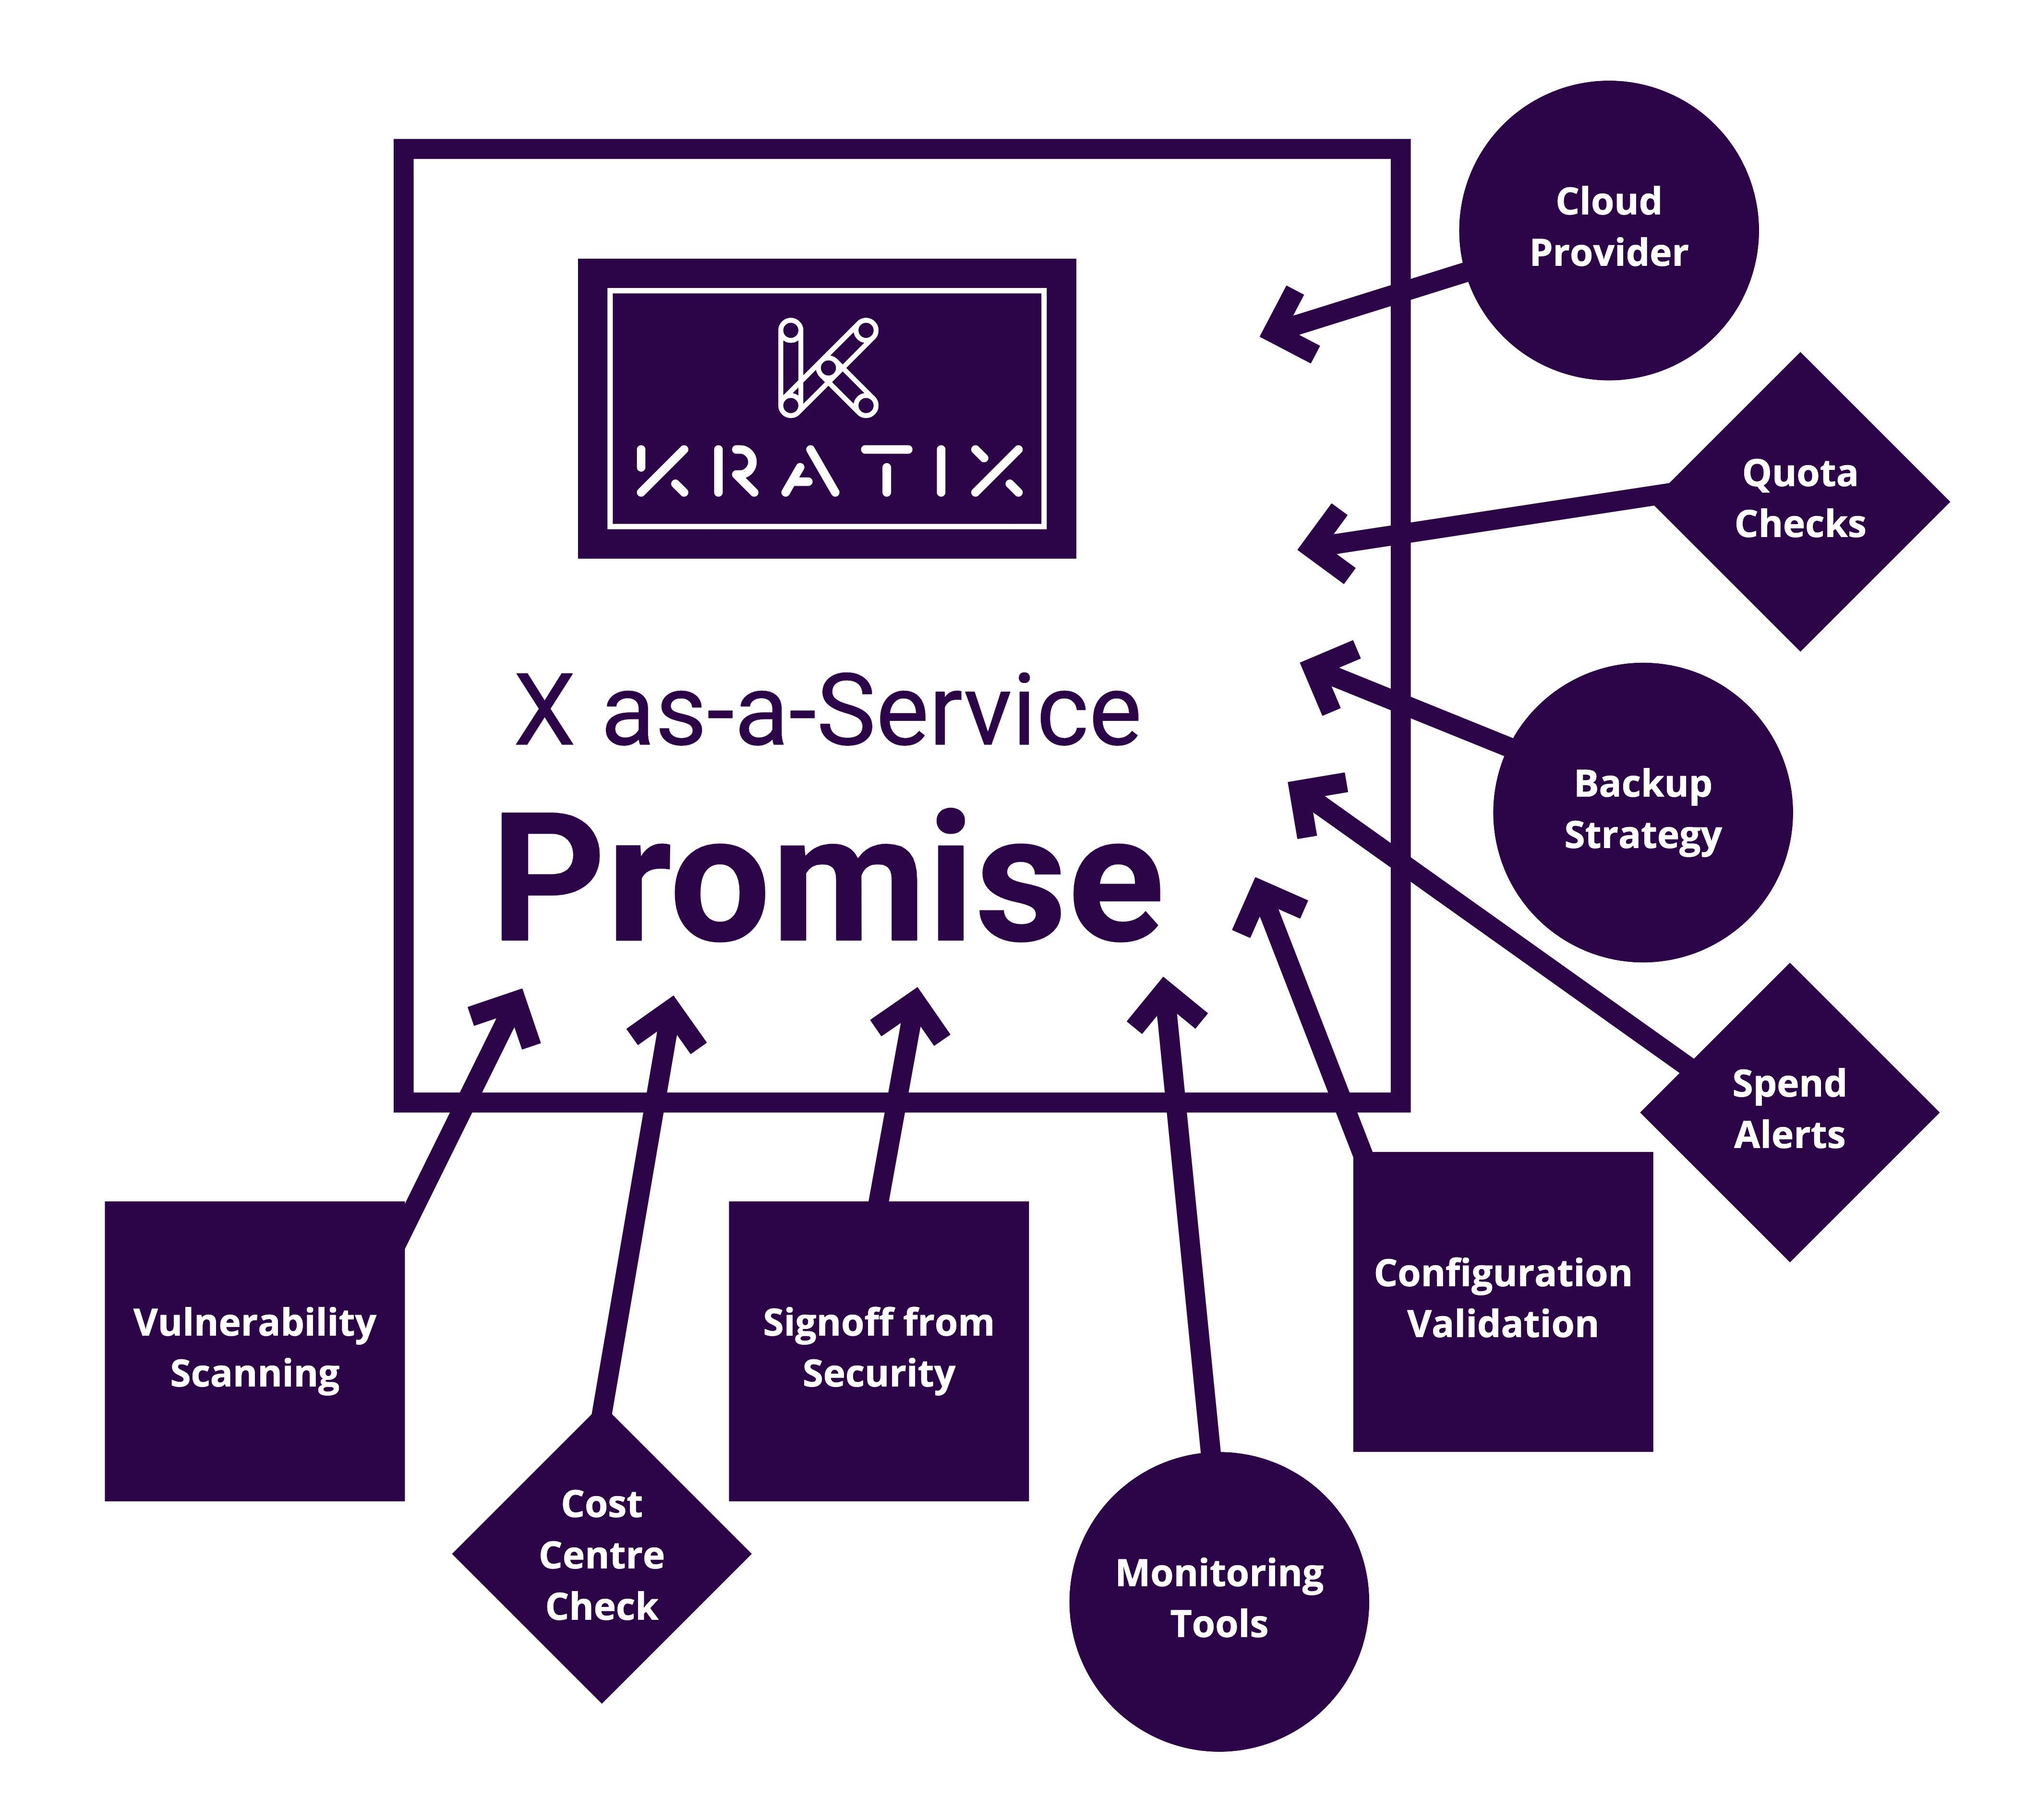 Cloud
Provider
KRATIX
Quota
Checks
X as-a-Service
Promise
Backup
Strategy
Spend
Alerts
Configuration
Validation
Vulnerability
Scanning
Signoff from
Security
Cost
Centre
Check
Monitoring
Tools